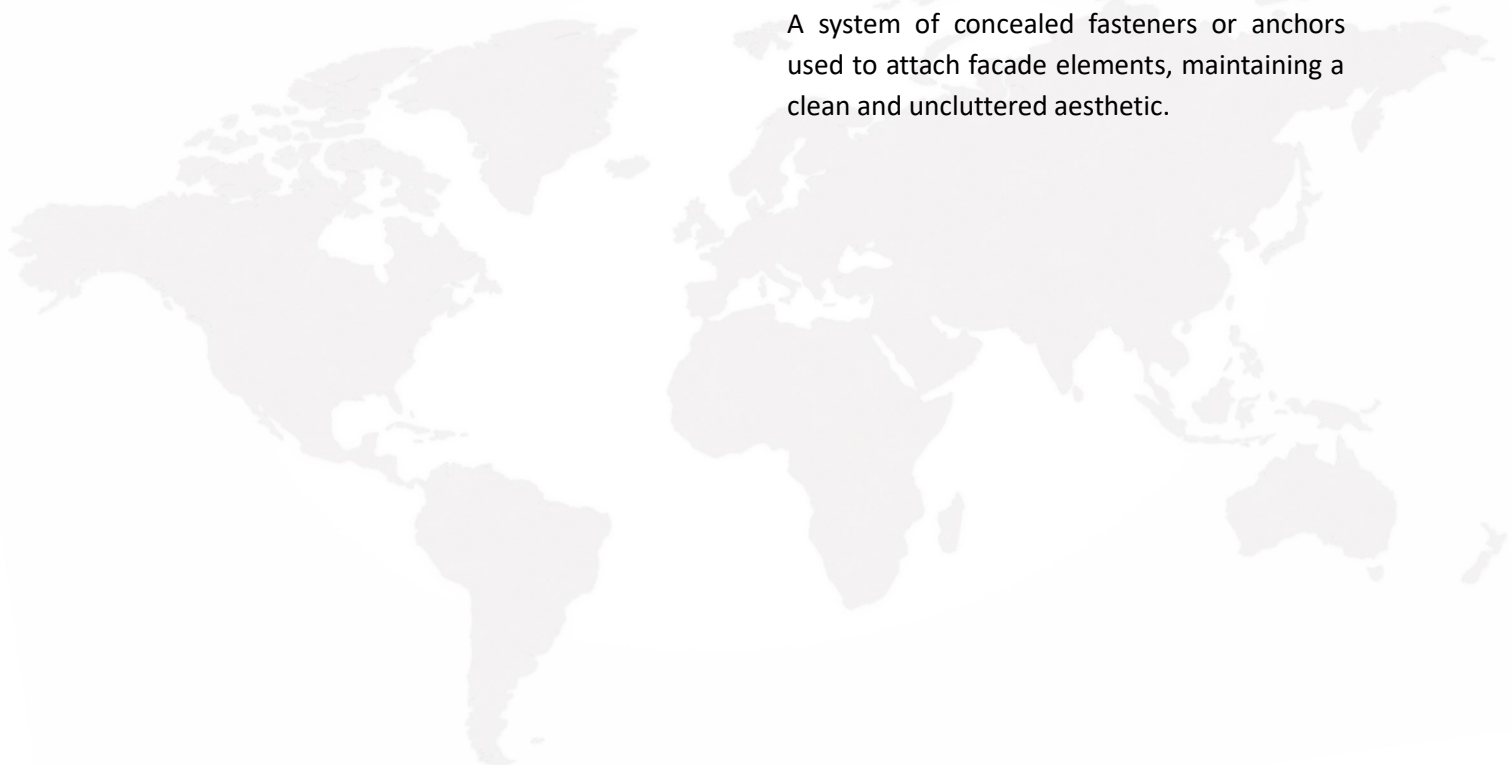 A system of concealed fasteners or anchors
used to attach facade elements, maintaining a
clean and uncluttered aesthetic.